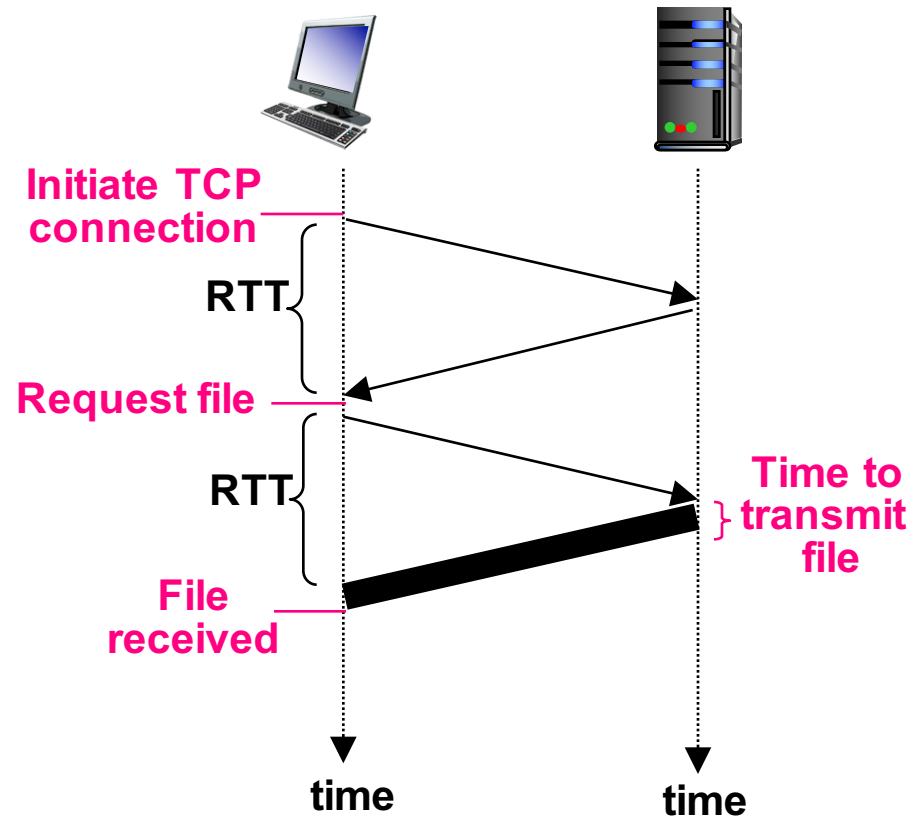 Initiate TCP
connection
RTT
Request file
RTT
Time to
transmit
file
File
received
time
time